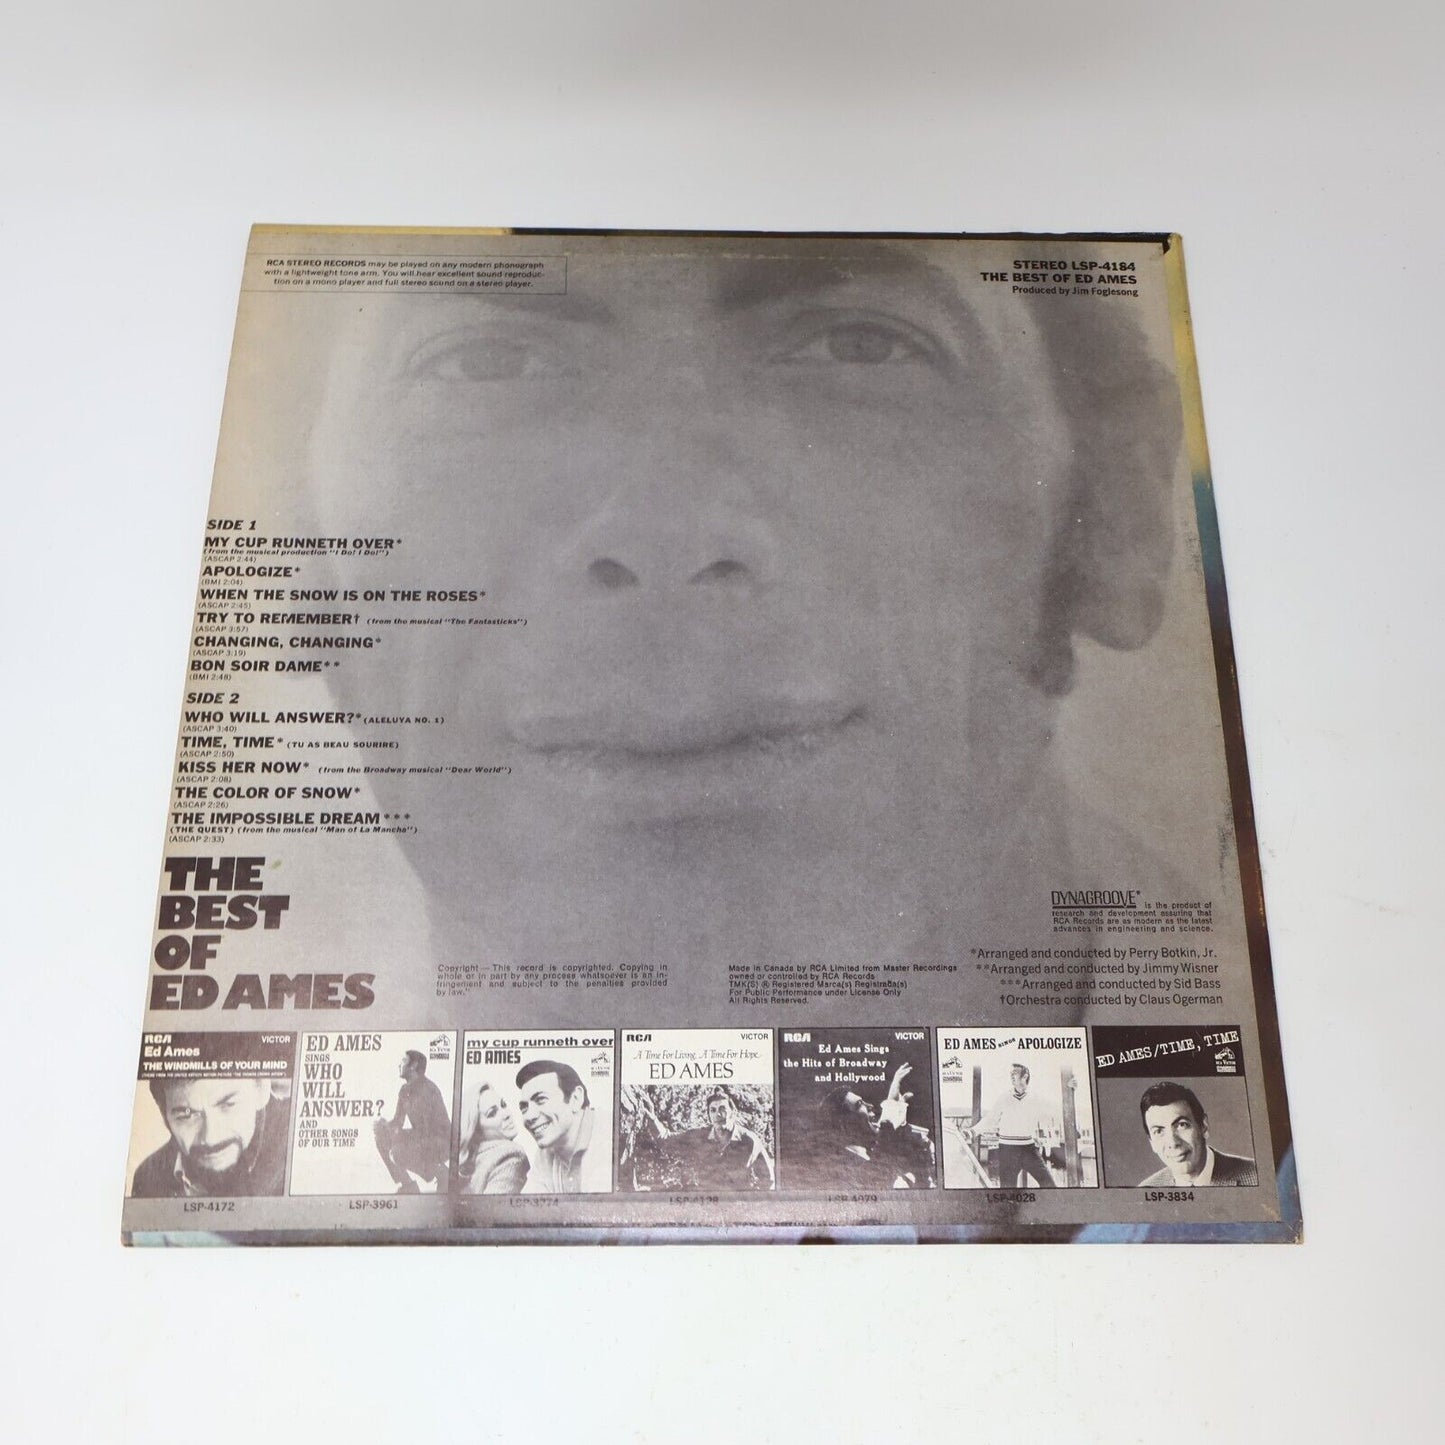 RCA STEREO RECORDS may be played on any modern phonograph
with a lightweight tone arm. You will hear excellent sound reproduc-
tion on a mono player and full stereo sound on a stereo player.
STEREO LSP-4184
THE BEST OF ED AMES
Produced by Jim Foglesong
SIDE 1
MY CUP RUNNETH OVER*
(from the musical production "I Do! I Do!")
(ASCAP 2:44)
APOLOGIZE*
(BMI 2:04)
WHEN THE SNOW IS ON THE ROSES*
(ASCAP 2:45)
TRY TO REMEMBER† (from the musical "The Fantasticks")
(ASCAP 3:57)
CHANGING, CHANGING*
(ASCAP 3:19)
BON SOIR DAME**
(BMI 2:48)
SIDE 2
WHO WILL ANSWER?* (ALELUYA NO. 1)
(ASCAP 3:40)
TIME, TIME* (TU AS BEAU SOURIRE)
(ASCAP 2:50)
KISS HER NOW* (from the Broadway musical "Dear World")
(ASCAP 2:08)
THE COLOR OF SNOW*
(ASCAP 2:26)
THE IMPOSSIBLE DREAM***
(THE QUEST) (from the musical "Man of La Mancha")
(ASCAP 2:33)
THE
BEST
OF
ED AMES
DYNAGROOVE* is the product of
research and development assuring that
RCA Records are as modern as the latest
advances in engineering and science.
*Arranged and conducted by Perry Botkin, Jr.
**Arranged and conducted by Jimmy Wisner
***Arranged and conducted by Sid Bass
†Orchestra conducted by Claus Ogerman
Copyright — This record is copyrighted. Copying in
whole or in part by any process whatsoever is an in-
fringement and subject to the penalties provided
by law."
Made in Canada by RCA Limited from Master Recordings
owned or controlled by RCA Records
TMK(S) ® Registered Marca(s) Registrada(s)
For Public Performance under License Only
All Rights Reserved.
RCA VICTOR
Ed Ames
THE WINDMILLS OF YOUR MIND
LSP-4172
ED AMES
SINGS
WHO
WILL
ANSWER?
AND
OTHER SONGS
OF OUR TIME
LSP-3961
my cup runneth over
ED AMES
LSP-3774
RCA VICTOR
A Time For Living, A Time For Hope
ED AMES
LSP-4128
RCA VICTOR
Ed Ames Sings
the Hits of Broadway
and Hollywood
LSP-4079
ED AMES SINGS APOLOGIZE
LSP-4028
ED AMES/TIME, TIME
LSP-3834